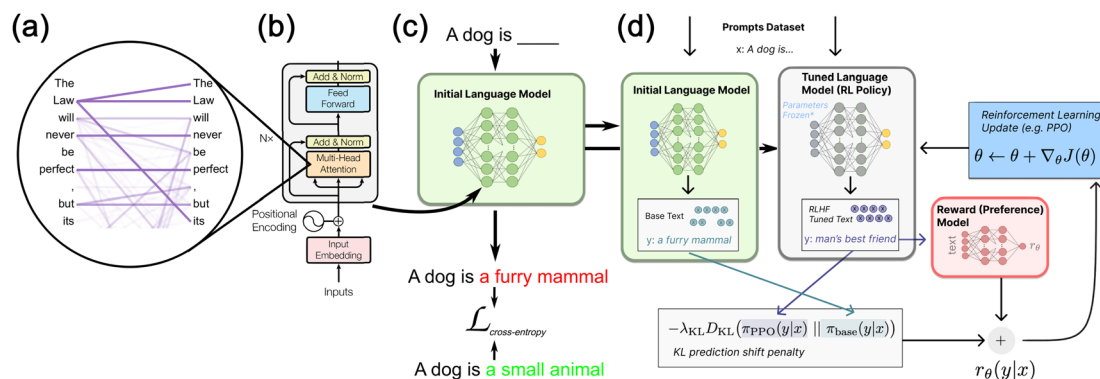 (a)
The The
Law Law
will will
never never
be be
perfect perfect
, ,
but but
its its
(b)
Add & Norm
Feed
Forward
N×
Add & Norm
Multi-Head
Attention
Positional
Encoding
Input
Embedding
Inputs
(c)
A dog is ____
Initial Language Model
A dog is a furry mammal
ℒ cross-entropy
A dog is a small animal
(d)
Prompts Dataset
x: A dog is...
Initial Language Model
Base Text
y: a furry mammal
Tuned Language
Model (RL Policy)
Parameters
Frozen*
RLHF
Tuned Text
y: man's best friend
Reinforcement Learning
Update (e.g. PPO)
θ ← θ + ∇θJ(θ)
Reward (Preference)
Model
text
rθ
−λKL DKL(πPPO(y|x) || πbase(y|x))
KL prediction shift penalty
+
rθ(y|x)